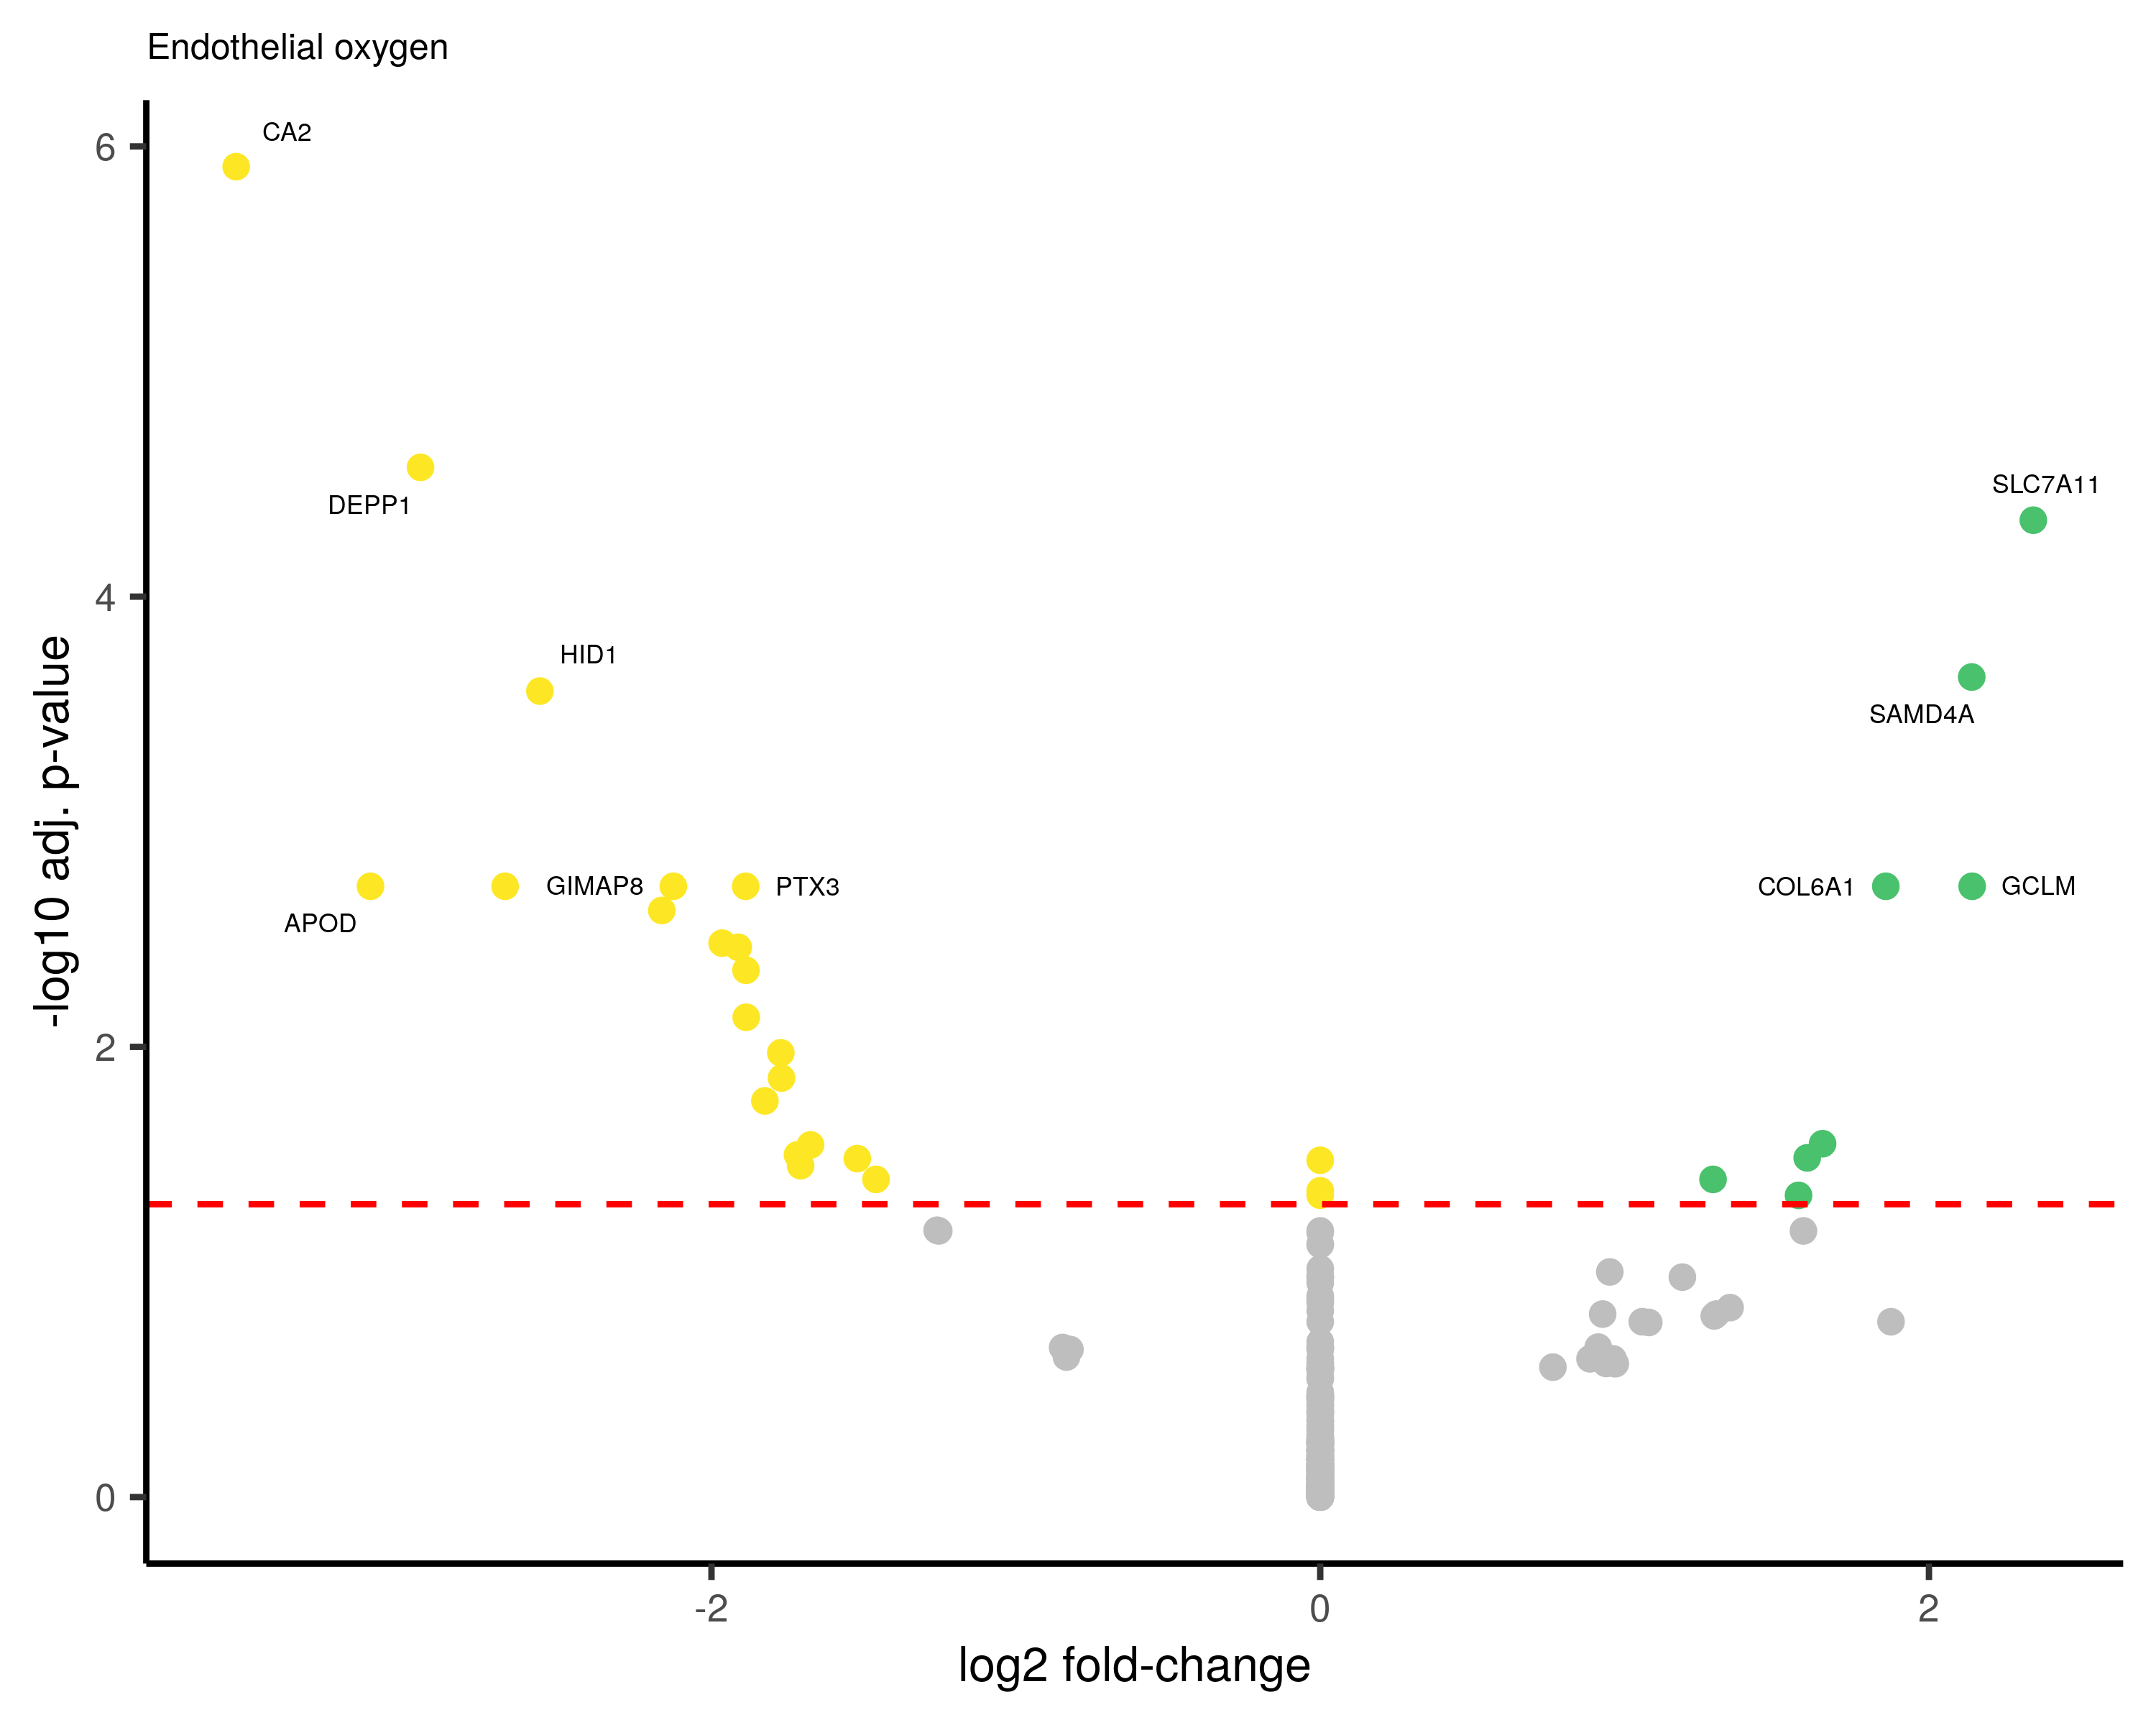 Endothelial oxygen
6
CA2
SLC7A11
DEPP1
4
HID1
SAMD4A
GIMAP8
PTX3
COL6A1
GCLM
APOD
2
0
-2
0
2
log2 fold-change
-log10 adj. p-value